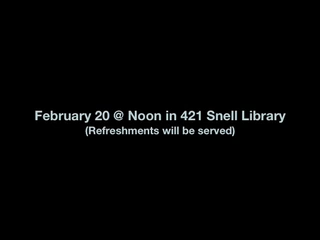 February 20 @ Noon in 421 Snell Library
(Refreshments will be served)